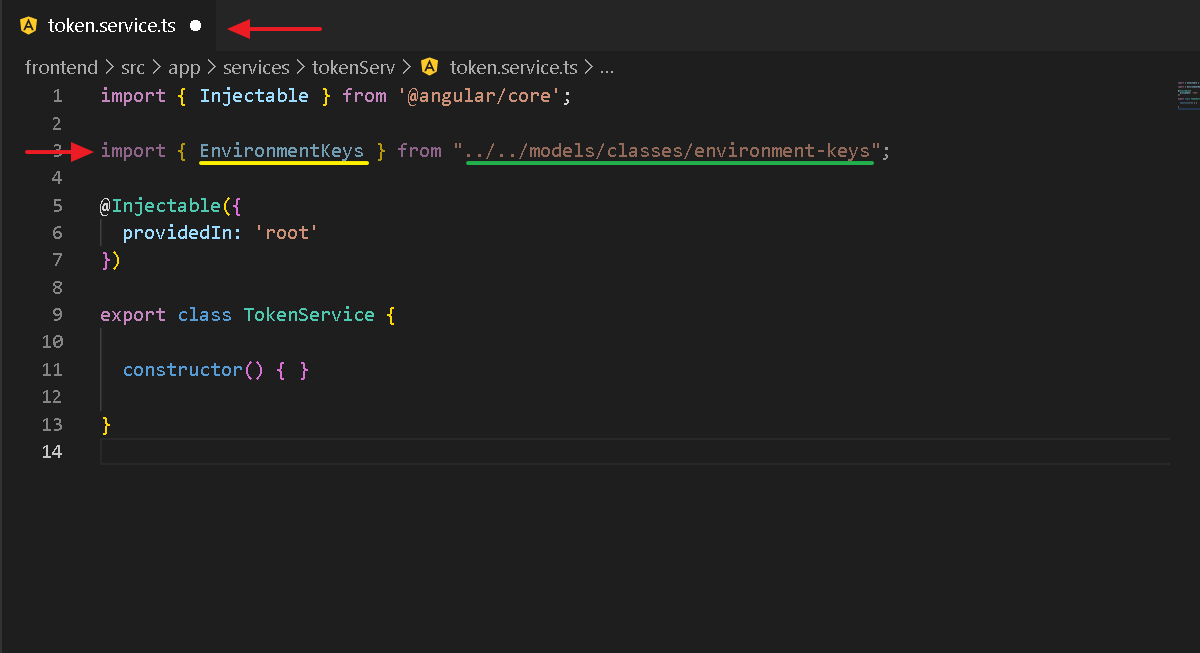 token.service.ts
frontend > src > app > services > tokenServ > token.service.ts > ...
1 import { Injectable } from '@angular/core';
2
3 import { EnvironmentKeys } from "../../models/classes/environment-keys";
4
5 @Injectable({
6   providedIn: 'root'
7 })
8
9 export class TokenService {
10
11   constructor() { }
12
13 }
14